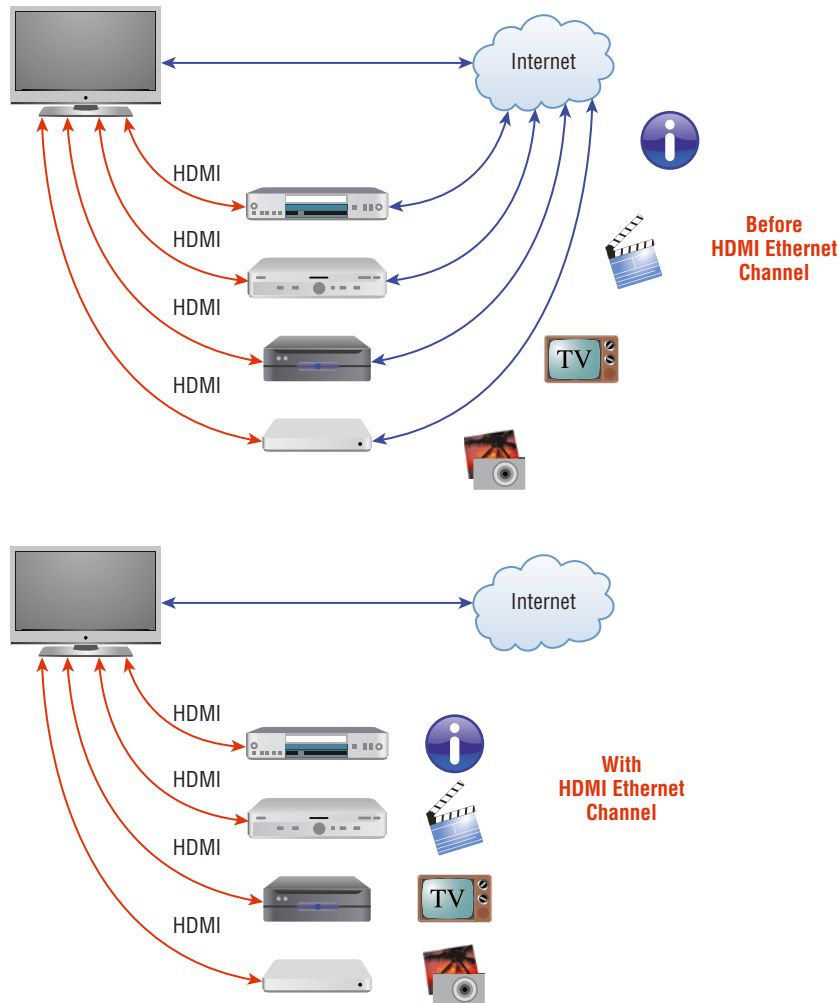 Internet
HDMI
HDMI
HDMI
HDMI
TV
Before
HDMI Ethernet
Channel
Internet
HDMI
HDMI
HDMI
HDMI
TV
With
HDMI Ethernet
Channel